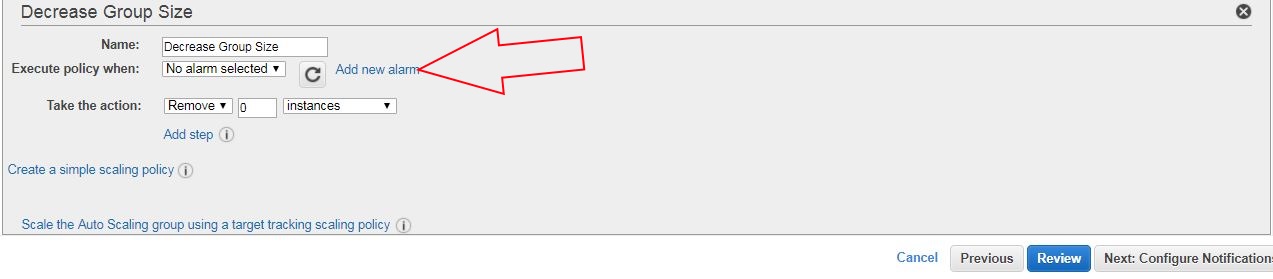 Decrease Group Size
Name: Decrease Group Size
Execute policy when: No alarm selected Add new alarm
Take the action: Remove 0 instances
Add step i
Create a simple scaling policy i
Scale the Auto Scaling group using a target tracking scaling policy i
Cancel Previous Review Next: Configure Notifications